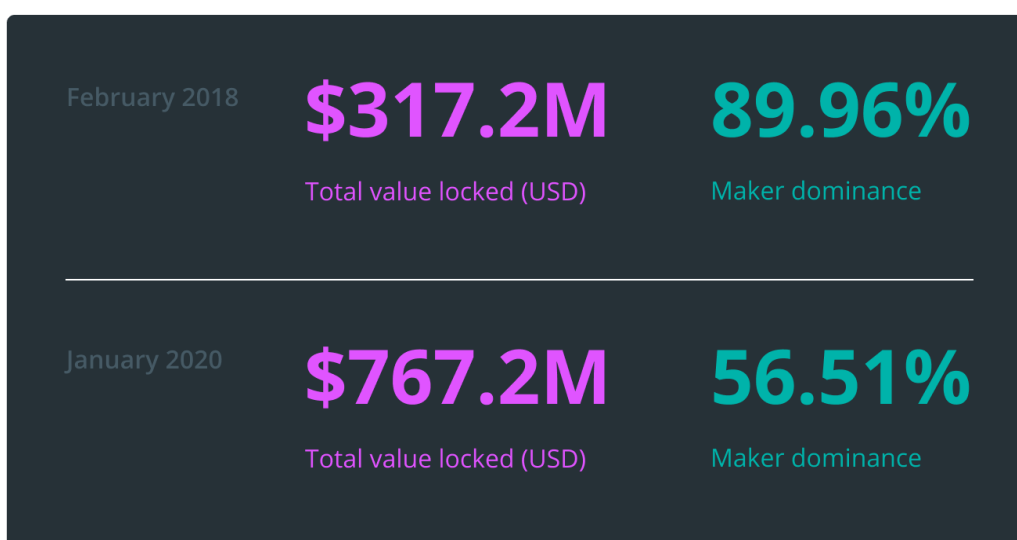 February 2018
$317.2M
89.96%
Total value locked (USD)
Maker dominance
January 2020
$767.2M
56.51%
Total value locked (USD)
Maker dominance